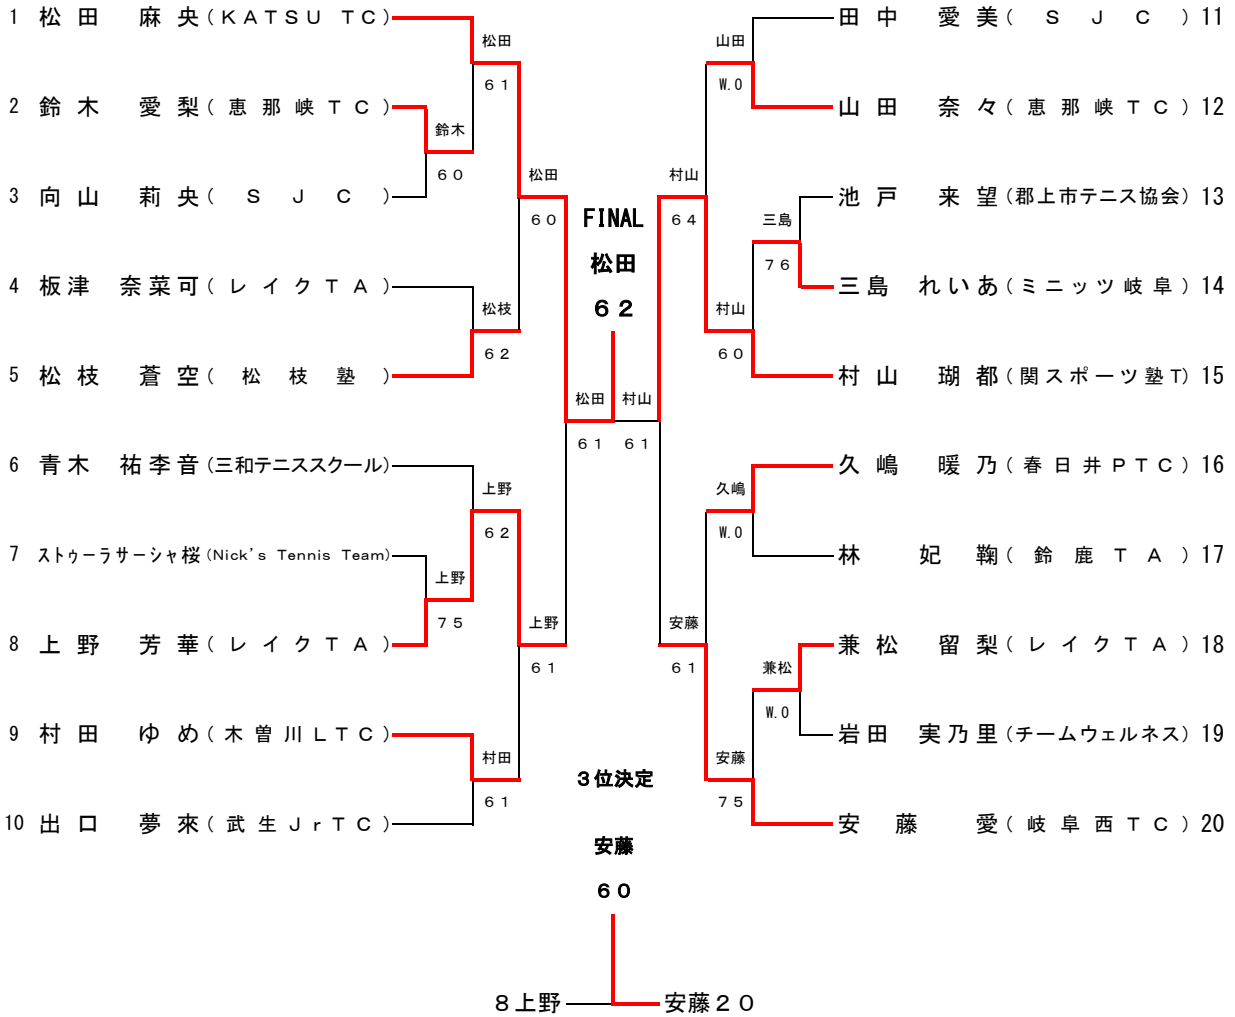 1 松田 麻央(KATSU TC)
2 鈴木 愛梨(恵那峡TC)
3 向山 莉央(SJC)
4 板津 奈菜可(レイクTA)
5 松枝 蒼空(松枝塾)
6 青木 祐李音(三和テニススクール)
7 ストゥーラサーシャ桜(Nick's Tennis Team)
8 上野 芳華(レイクTA)
9 村田 ゆめ(木曽川LTC)
10 出口 夢來(武生JrTC)
鈴木
60
上野
75
松田
61
松枝
62
上野
62
村田
61
松田
60
上野
61
松田
61
FINAL
松田
62
村山
61
村山
64
安藤
61
山田
W.0
村山
60
久嶋
W.0
安藤
75
三島
76
兼松
W.0
田中 愛美(SJC)11
山田 奈々(恵那峡TC)12
池戸 来望(郡上市テニス協会)13
三島 れいあ(ミニッツ岐阜)14
村山 瑚都(関スポーツ塾T)15
久嶋 暖乃(春日井PTC)16
林 妃鞠(鈴鹿TA)17
兼松 留梨(レイクTA)18
岩田 実乃里(チームウェルネス)19
安藤 愛(岐阜西TC)20
3位決定
安藤
60
8上野 安藤20